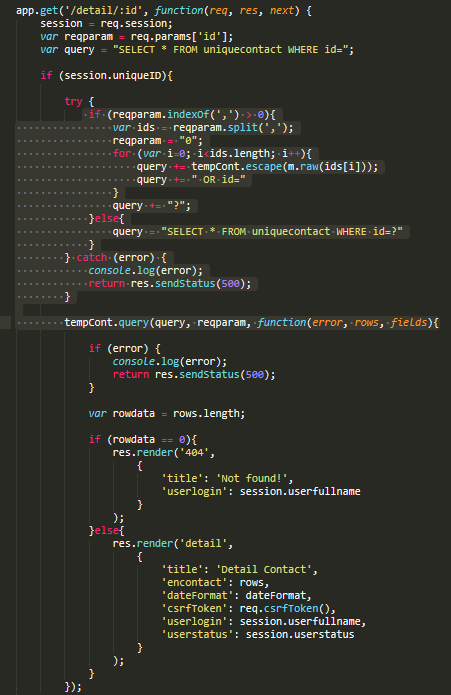 app.get('/detail/:id', function(req, res, next) {
session = req.session;
var reqparam = req.params['id'];
var query = "SELECT * FROM uniquecontact WHERE id=";
if (session.uniqueID){
try {
if (reqparam.indexOf(',') > 0){
var ids = reqparam.split(',');
reqparam = "0";
for (var i=0; i<ids.length; i++){
query += tempCont.escape(m.raw(ids[i]));
query += " OR id="
}
query += "?";
}else{
query = "SELECT * FROM uniquecontact WHERE id=?"
}
} catch (error) {
console.log(error);
return res.sendStatus(500);
}
tempCont.query(query, reqparam, function(error, rows, fields){
if (error) {
console.log(error);
return res.sendStatus(500);
}
var rowdata = rows.length;
if (rowdata == 0){
res.render('404',
{
'title': 'Not found!',
'userlogin': session.userfullname
}
);
}else{
res.render('detail',
{
'title': 'Detail Contact',
'encontact': rows,
'dateFormat': dateFormat,
'csrfToken': req.csrfToken(),
'userlogin': session.userfullname,
'userstatus': session.userstatus
}
);
}
});